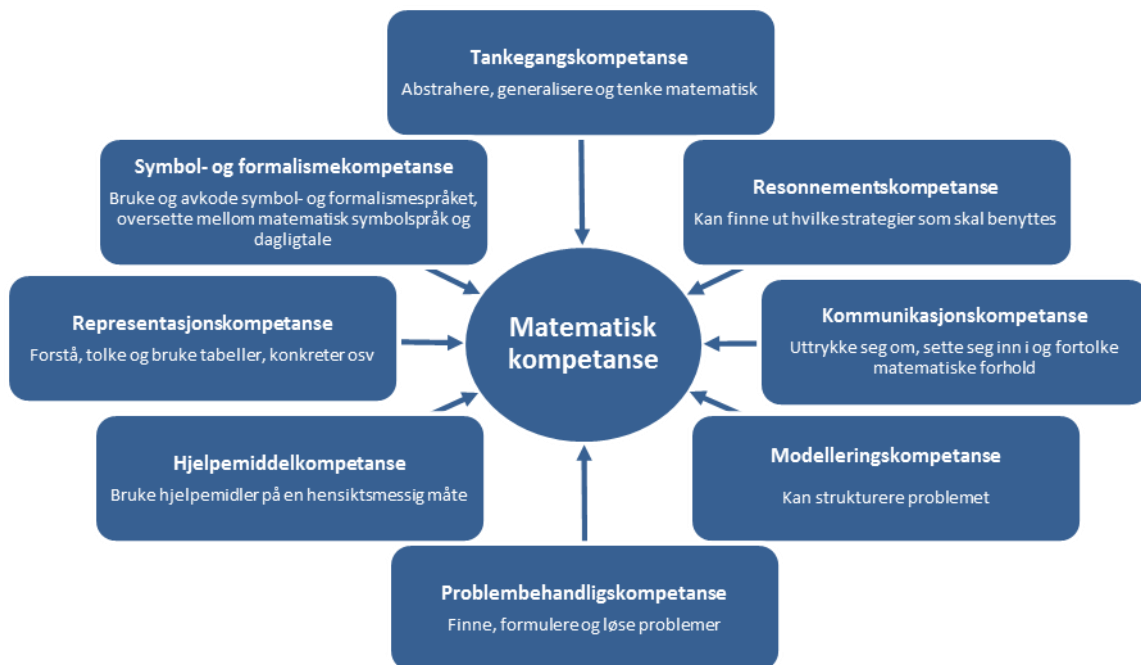 Tankegangskompetanse
Abstrahere, generalisere og tenke matematisk
Symbol- og formalismekompetanse
Bruke og avkode symbol- og formalismespråket,
oversette mellom matematisk symbolspråk og
dagligtale
Resonnementskompetanse
Kan finne ut hvilke strategier som skal benyttes
Representasjonskompetanse
Forstå, tolke og bruke tabeller, konkreter osv
Matematisk
kompetanse
Kommunikasjonskompetanse
Uttrykke seg om, sette seg inn i og fortolke
matematiske forhold
Hjelpemiddelkompetanse
Bruke hjelpemidler på en hensiktsmessig måte
Modelleringskompetanse
Kan strukturere problemet
Problembehandligskompetanse
Finne, formulere og løse problemer